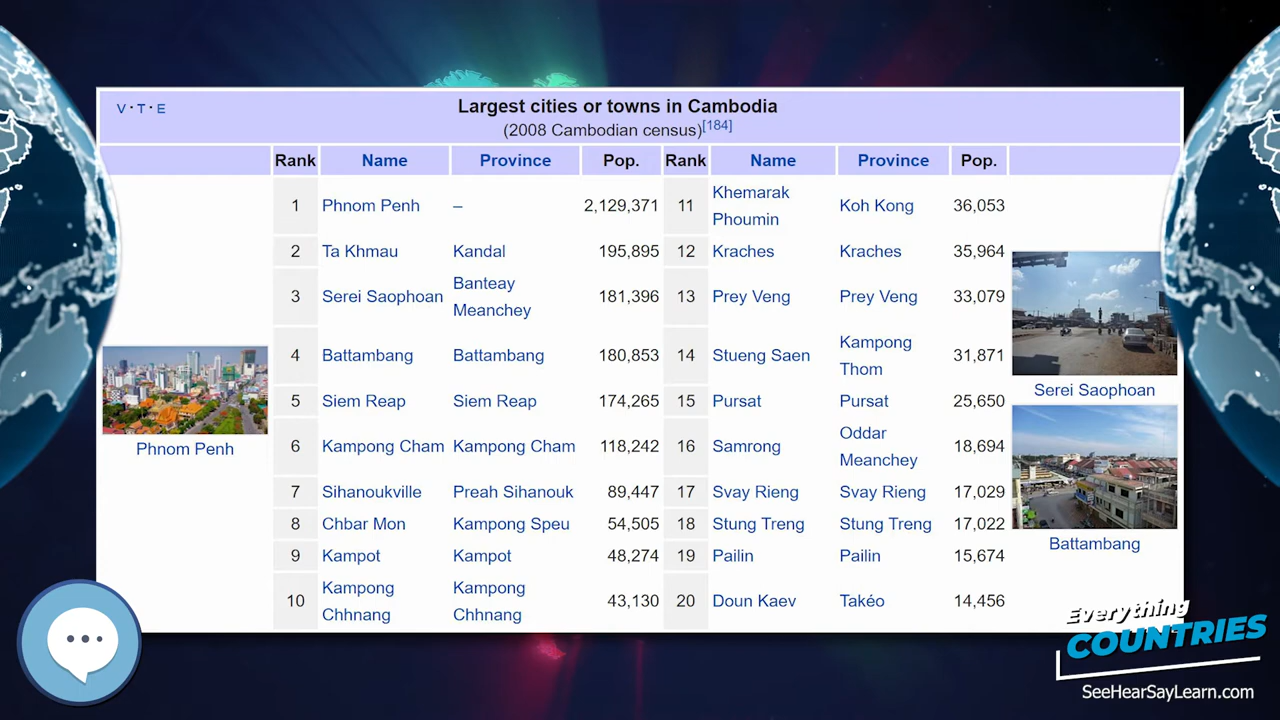 V · T · E
Largest cities or towns in Cambodia
(2008 Cambodian census)[184]
Rank Name Province Pop. Rank Name Province Pop.
1 Phnom Penh – 2,129,371 11 Khemarak Phoumin Koh Kong 36,053
2 Ta Khmau Kandal 195,895 12 Kraches Kraches 35,964
3 Serei Saophoan Banteay Meanchey 181,396 13 Prey Veng Prey Veng 33,079
4 Battambang Battambang 180,853 14 Stueng Saen Kampong Thom 31,871
5 Siem Reap Siem Reap 174,265 15 Pursat Pursat 25,650
6 Kampong Cham Kampong Cham 118,242 16 Samrong Oddar Meanchey 18,694
7 Sihanoukville Preah Sihanouk 89,447 17 Svay Rieng Svay Rieng 17,029
8 Chbar Mon Kampong Speu 54,505 18 Stung Treng Stung Treng 17,022
9 Kampot Kampot 48,274 19 Pailin Pailin 15,674
10 Kampong Chhnang Kampong Chhnang 43,130 20 Doun Kaev Takéo 14,456
Phnom Penh
Serei Saophoan
Battambang
Everything
COUNTRIES
SeeHearSayLearn.com